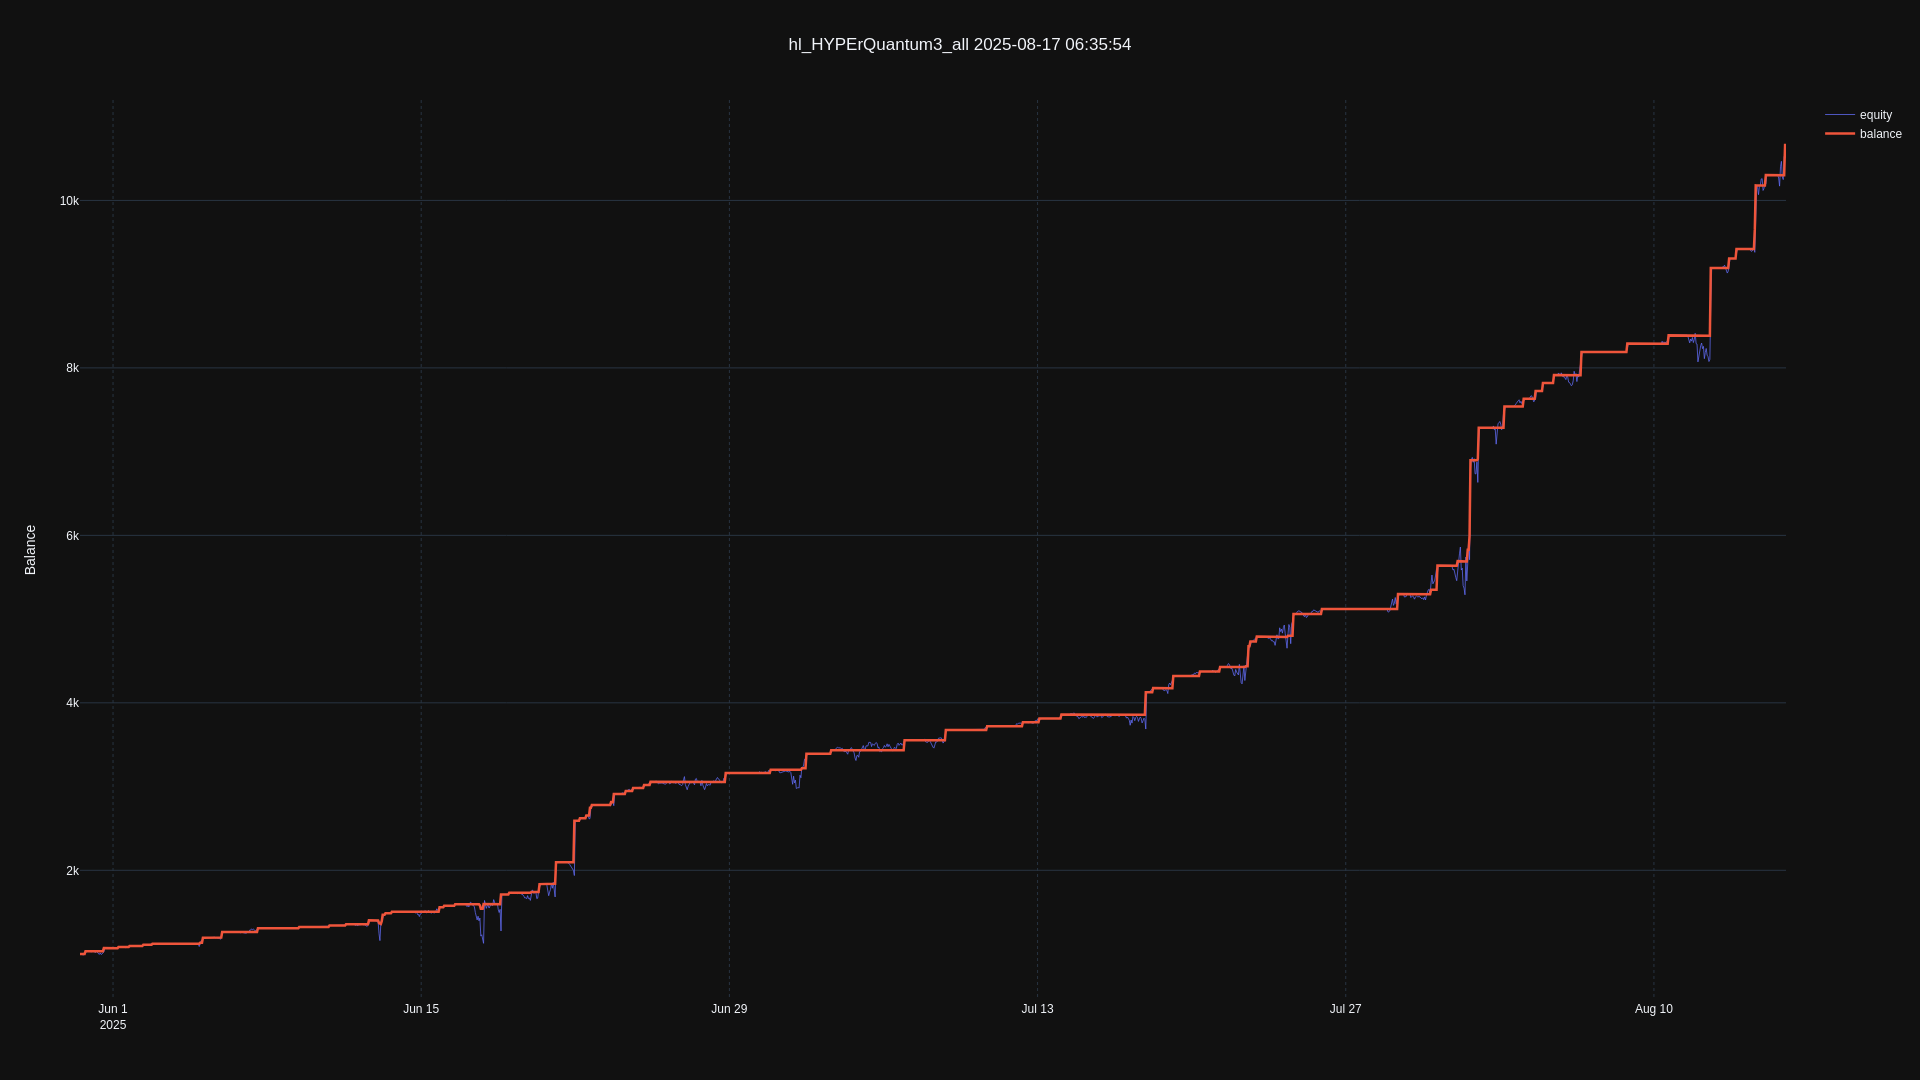 hl_HYPErQuantum3_all 2025-08-17 06:35:54
equity
balance
10k
8k
6k
4k
2k
Balance
Jun 1
2025
Jun 15
Jun 29
Jul 13
Jul 27
Aug 10